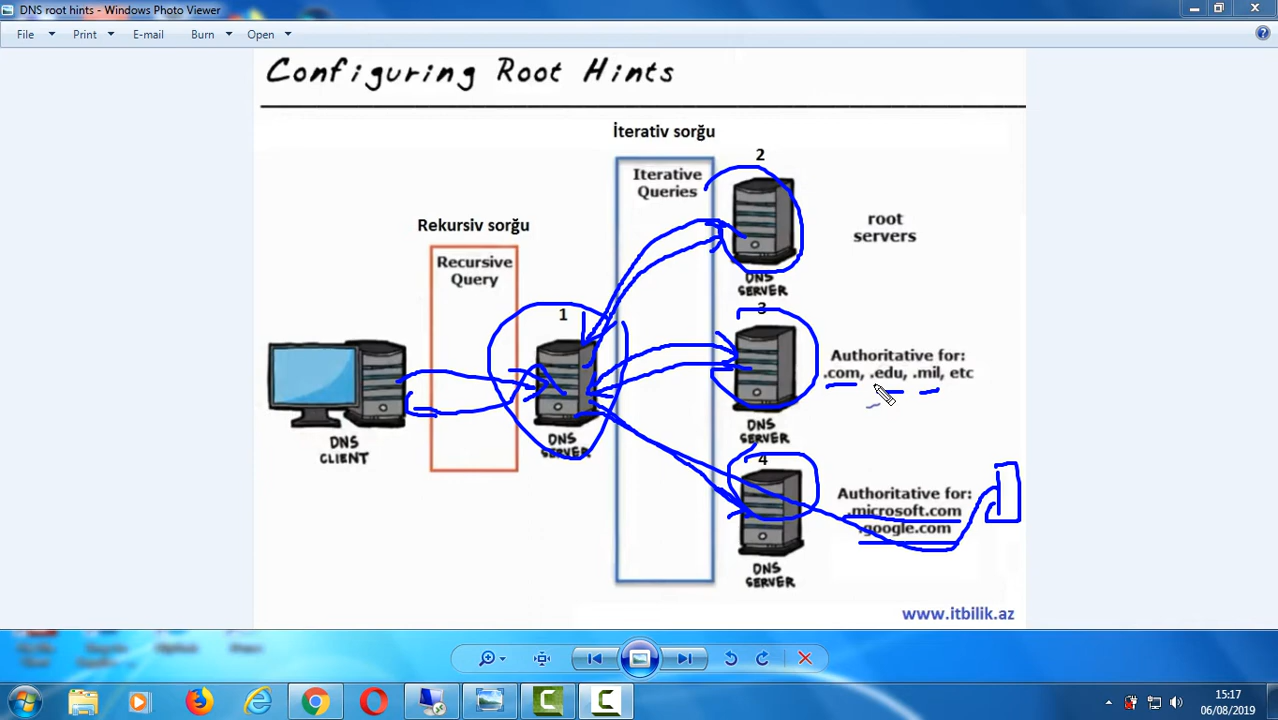 DNS root hints - Windows Photo Viewer
File Print E-mail Burn Open
Configuring Root Hints
İterativ sorğu
Iterative
Queries
2
root
servers
DNS
SERVER
Rekursiv sorğu
Recursive
Query
1
3
Authoritative for:
.com, .edu, .mil, etc
DNS
CLIENT
DNS
SERVER
DNS
SERVER
4
Authoritative for:
.microsoft.com
.google.com
DNS
SERVER
www.itbilik.az
15:17
06/08/2019